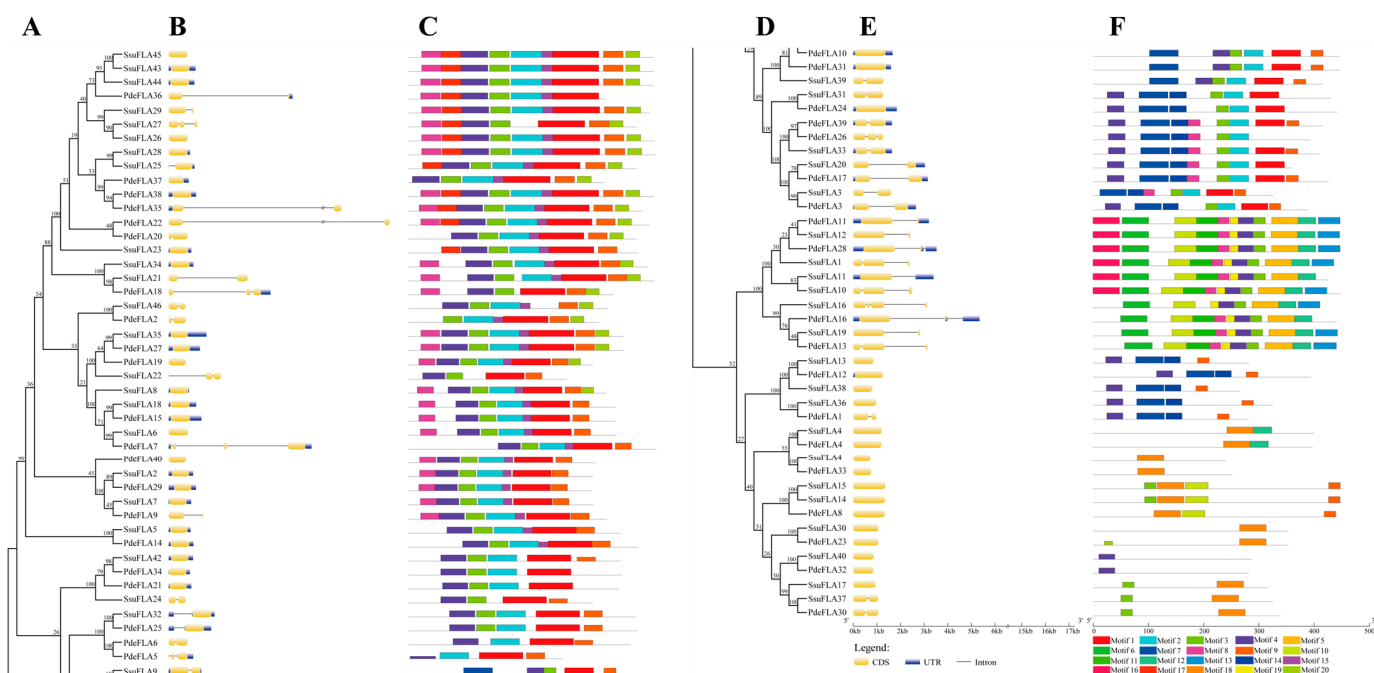 A B C D E F
SsuFLA45
SsuFLA43
SsuFLA44
PdeFLA36
SsuFLA29
SsuFLA27
SsuFLA26
SsuFLA28
SsuFLA25
PdeFLA37
PdeFLA38
PdeFLA35
PdeFLA22
PdeFLA20
SsuFLA23
SsuFLA34
SsuFLA21
PdeFLA18
SsuFLA46
PdeFLA2
SsuFLA35
PdeFLA27
PdeFLA19
SsuFLA22
SsuFLA8
SsuFLA18
PdeFLA15
SsuFLA6
PdeFLA7
PdeFLA40
SsuFLA2
PdeFLA29
SsuFLA7
PdeFLA9
SsuFLA5
PdeFLA14
SsuFLA42
PdeFLA34
PdeFLA21
SsuFLA24
SsuFLA32
PdeFLA25
PdeFLA6
PdeFLA5
SsuFLA9
PdeFLA10
PdeFLA31
SsuFLA39
SsuFLA31
PdeFLA24
PdeFLA39
PdeFLA26
SsuFLA33
SsuFLA20
PdeFLA17
SsuFLA3
PdeFLA3
PdeFLA11
SsuFLA12
PdeFLA28
SsuFLA1
SsuFLA11
SsuFLA10
SsuFLA16
PdeFLA16
SsuFLA19
PdeFLA13
SsuFLA13
PdeFLA12
SsuFLA38
SsuFLA36
PdeFLA1
SsuFLA4
PdeFLA4
SsuFLA4
PdeFLA33
SsuFLA15
SsuFLA14
PdeFLA8
SsuFLA30
PdeFLA23
SsuFLA40
PdeFLA32
SsuFLA17
SsuFLA37
PdeFLA30
5' 3'
0kb 1kb 2kb 3kb 4kb 5kb 6kb 15kb 16kb 17kb
Legend:
CDS UTR Intron
0 100 200 300 400 500
Motif 1 Motif 2 Motif 3 Motif 4 Motif 5
Motif 6 Motif 7 Motif 8 Motif 9 Motif 10
Motif 11 Motif 12 Motif 13 Motif 14 Motif 15
Motif 16 Motif 17 Motif 18 Motif 19 Motif 20